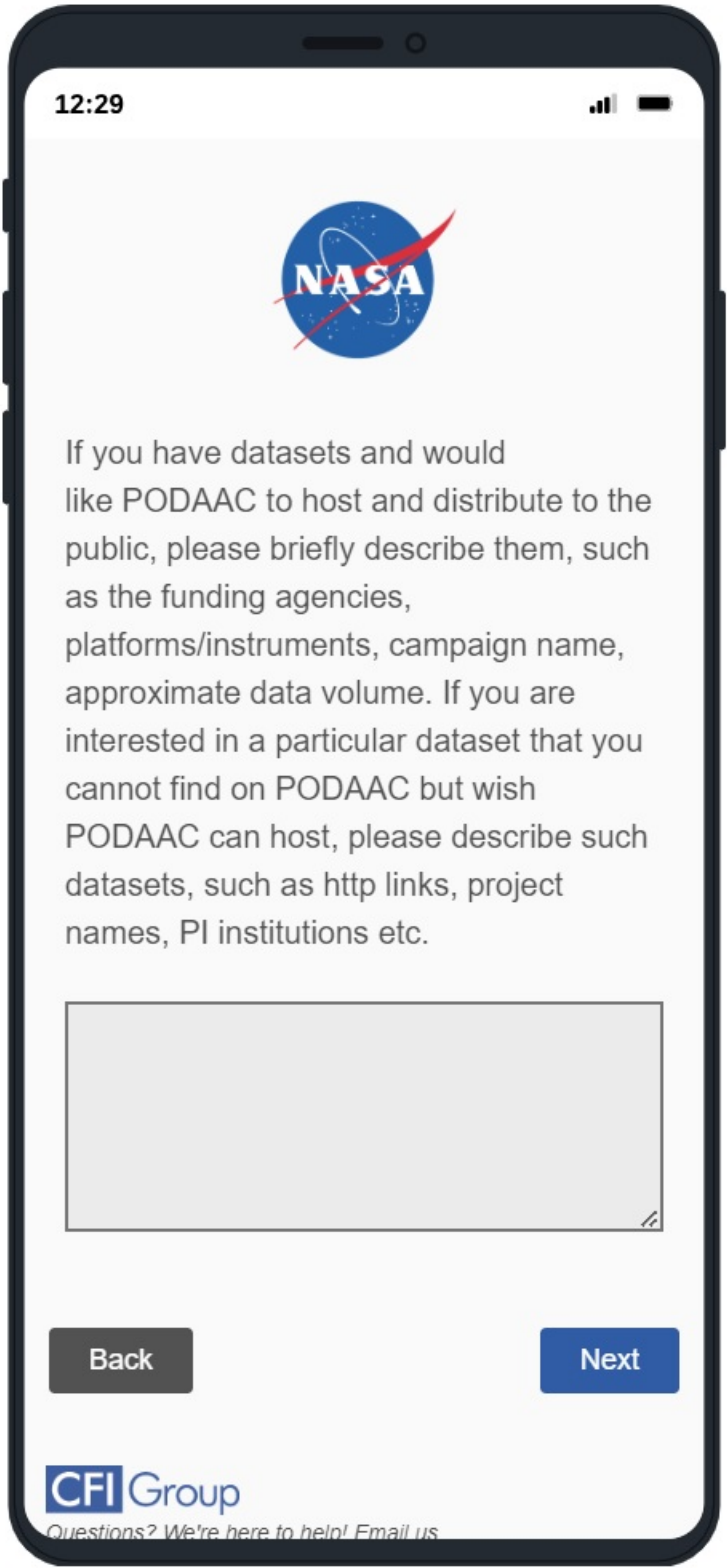 12:29
NASA
If you have datasets and would
like PODAAC to host and distribute to the
public, please briefly describe them, such
as the funding agencies,
platforms/instruments, campaign name,
approximate data volume. If you are
interested in a particular dataset that you
cannot find on PODAAC but wish
PODAAC can host, please describe such
datasets, such as http links, project
names, PI institutions etc.
Back
Next
CFI Group
Questions? We're here to help! Email us